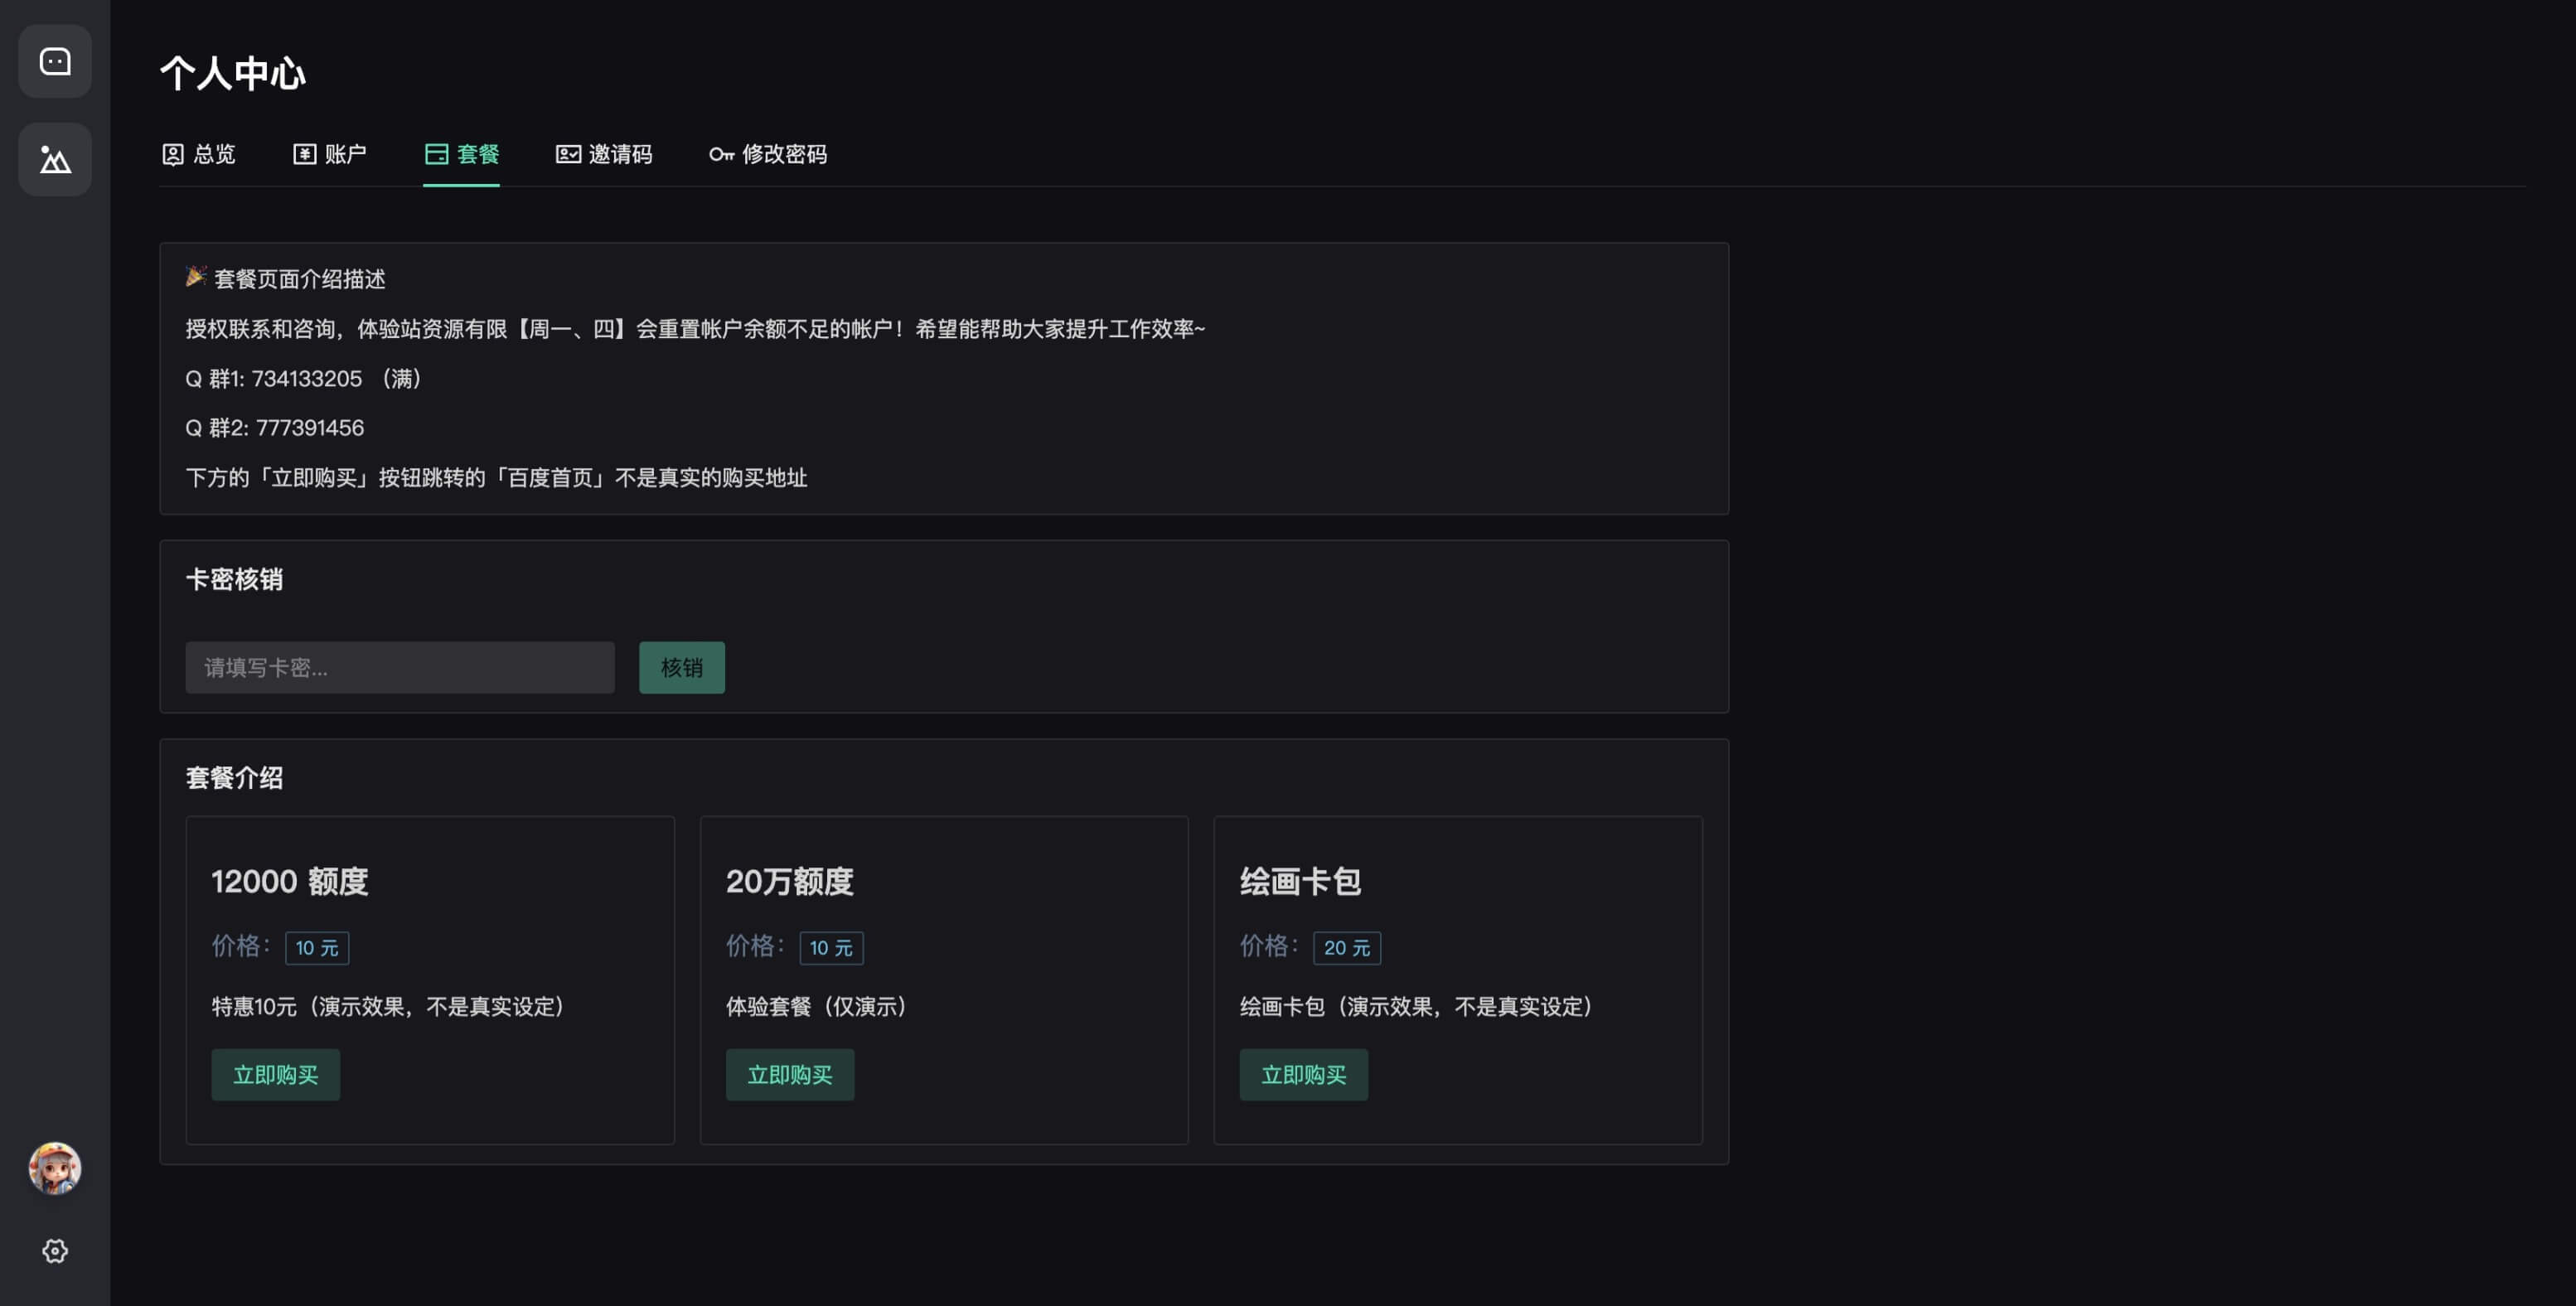 个人中心
总览 账户 套餐 邀请码 修改密码
🎉 套餐页面介绍描述
授权联系和咨询，体验站资源有限【周一、四】会重置帐户余额不足的帐户！希望能帮助大家提升工作效率~
Q 群1: 734133205 （满）
Q 群2: 777391456
下方的「立即购买」按钮跳转的「百度首页」不是真实的购买地址
卡密核销
请填写卡密... 核销
套餐介绍
12000 额度
价格： 10 元
特惠10元（演示效果，不是真实设定）
立即购买
20万额度
价格： 10 元
体验套餐（仅演示）
立即购买
绘画卡包
价格： 20 元
绘画卡包（演示效果，不是真实设定）
立即购买